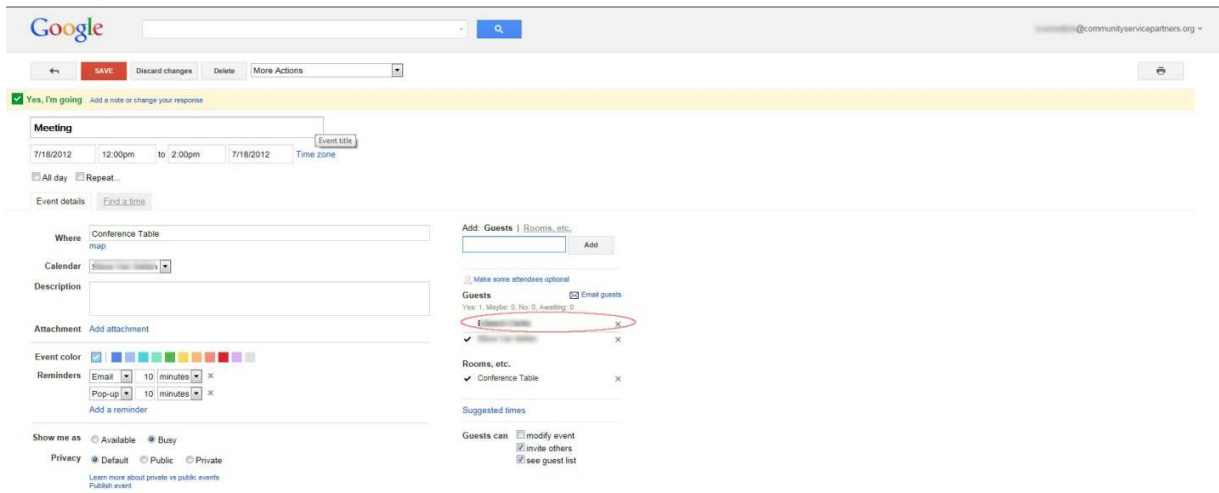 Google
@communityservicepartners.org
SAVE Discard changes Delete More Actions
Yes, I'm going Add a note or change your response
Meeting
Event title
7/18/2012 12:00pm to 2:00pm 7/18/2012 Time zone
All day Repeat...
Event details Find a time
Where Conference Table
map
Calendar
Description
Attachment Add attachment
Event color
Reminders Email 10 minutes ×
Pop-up 10 minutes ×
Add a reminder
Show me as Available Busy
Privacy Default Public Private
Learn more about private vs public events
Publish event
Add: Guests | Rooms, etc.
Add
Make some attendees optional
Guests Email guests
Yes: 1, Maybe: 0, No: 0, Awaiting: 0
×
×
Rooms, etc.
Conference Table ×
Suggested times
Guests can modify event
invite others
see guest list